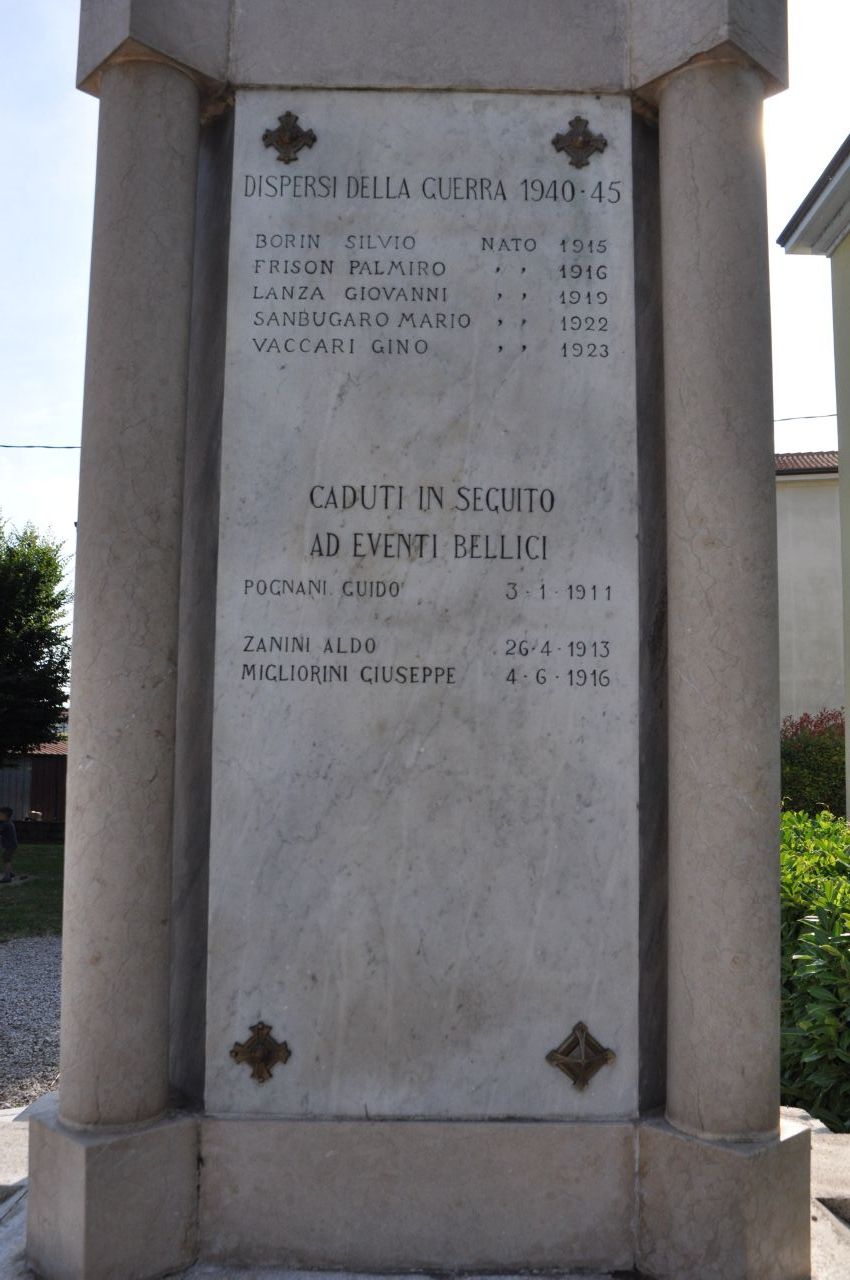 DISPERSI DELLA GUERRA 1940·45
BORIN SILVIO NATO 1915
FRISON PALMIRO , , 1916
LANZA GIOVANNI , , 1919
SANBUGARO MARIO , , 1922
VACCARI GINO , , 1923
CADUTI IN SEGUITO
AD EVENTI BELLICI
POGNANI GUIDO 3·1·1911
ZANINI ALDO 26·4·1913
MIGLIORINI GIUSEPPE 4·6·1916